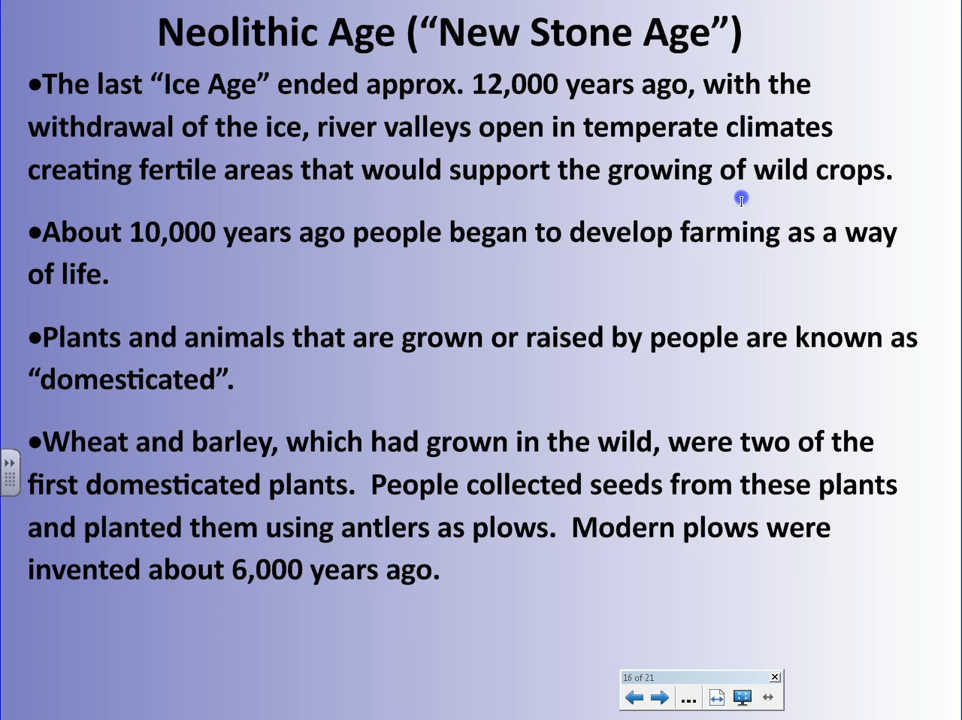 Neolithic Age (“New Stone Age”)
•The last “Ice Age” ended approx. 12,000 years ago, with the
withdrawal of the ice, river valleys open in temperate climates
creating fertile areas that would support the growing of wild crops.
•About 10,000 years ago people began to develop farming as a way
of life.
•Plants and animals that are grown or raised by people are known as
“domesticated”.
•Wheat and barley, which had grown in the wild, were two of the
first domesticated plants.  People collected seeds from these plants
and planted them using antlers as plows.  Modern plows were
invented about 6,000 years ago.
16 of 21
...